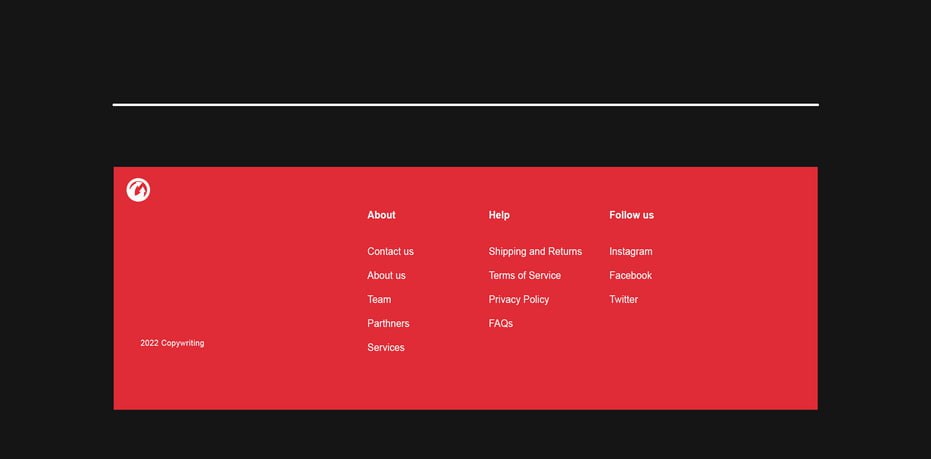 About
Contact us
About us
Team
Parthners
Services
Help
Shipping and Returns
Terms of Service
Privacy Policy
FAQs
Follow us
Instagram
Facebook
Twitter
2022 Copywriting